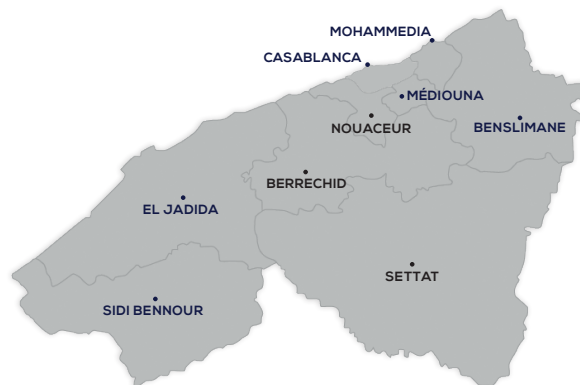 MOHAMMEDIA
CASABLANCA
MÉDIOUNA
NOUACEUR
BENSLIMANE
BERRECHID
EL JADIDA
SETTAT
SIDI BENNOUR